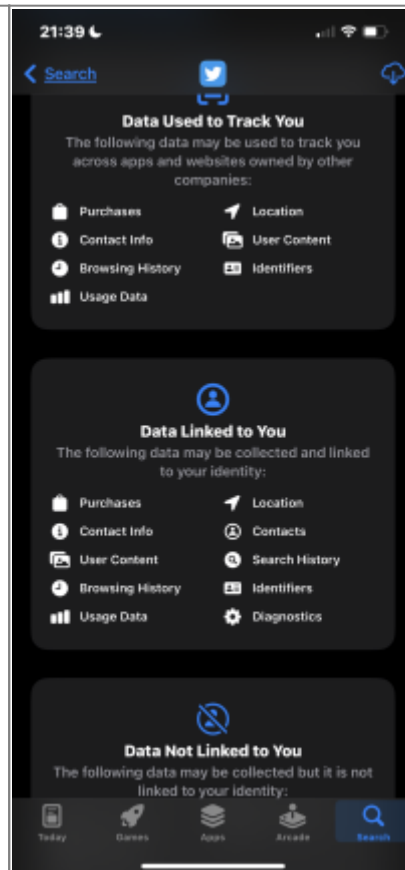 21:39
Search
Data Used to Track You
The following data may be used to track you
across apps and websites owned by other
companies:
Purchases
Location
Contact Info
User Content
Browsing History
Identifiers
Usage Data
Data Linked to You
The following data may be collected and linked
to your identity:
Purchases
Location
Contact Info
Contacts
User Content
Search History
Browsing History
Identifiers
Usage Data
Diagnostics
Data Not Linked to You
The following data may be collected but it is not
linked to your identity:
Today
Games
Apps
Arcade
Search